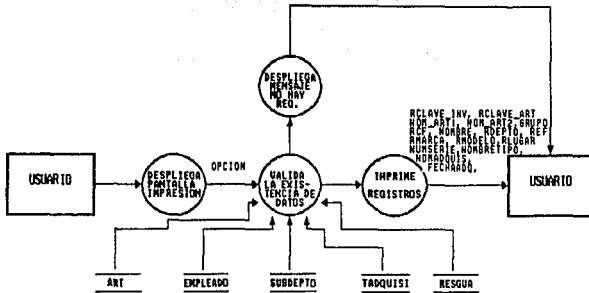 DESPLIEGA
MENSAJE
NO HAY
REG.
RCLAVE_INV, RCLAVE_ART
NOM_ART1, NOM_ART2,GRUPO
RCF, NOMBRE, RDEPTO, REF
RMARCA, RMODELO,RLUGAR
NUMSERIE,NOMBRETIPO,
NOMADQUIS,
FECHAADQ,
USUARIO
DESPLIEGA
PANTALLA
IMPRESION
OPCION
VALIDA
LA EXIS-
TENCIA DE
DATOS
IMPRIME
REGISTROS
USUARIO
ART
EMPLEADO
SUBDEPTO
TADQUISI
RESGUA